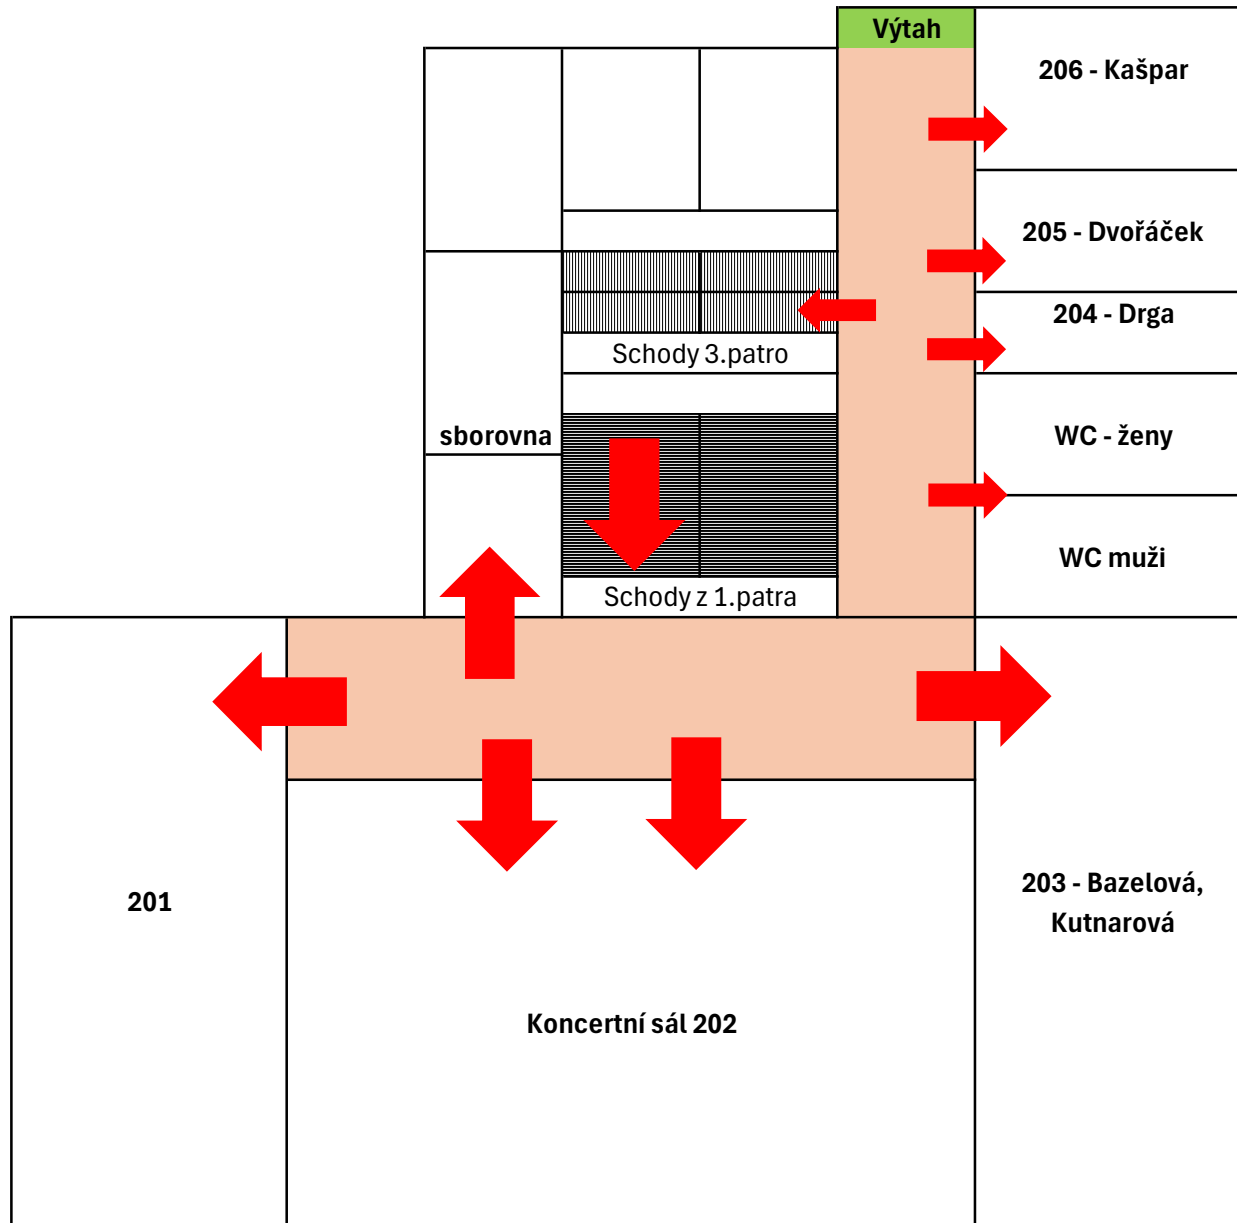 Výtah
206 - Kašpar
205 - Dvořáček
204 - Drga
Schody 3.patro
sborovna
WC - ženy
WC muži
Schody z 1.patra
201
203 - Bazelová,
Kutnarová
Koncertní sál 202